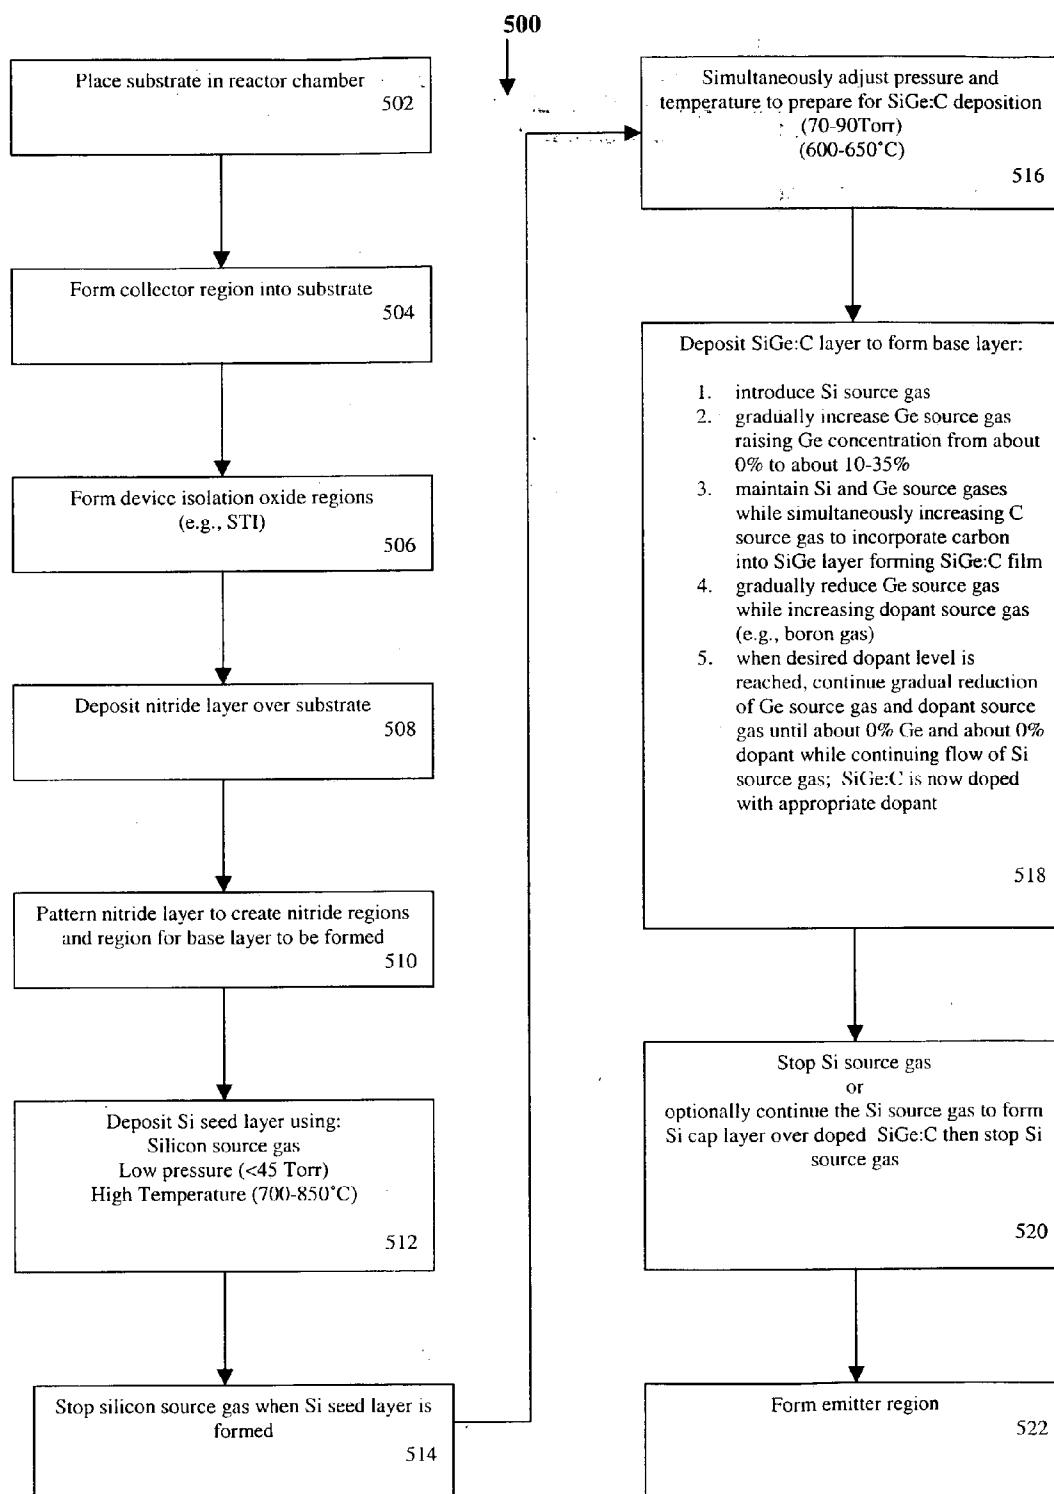 500
Place substrate in reactor chamber
502
Form collector region into substrate
504
Form device isolation oxide regions
(e.g., STI)
506
Deposit nitride layer over substrate
508
Pattern nitride layer to create nitride regions
and region for base layer to be formed
510
Deposit Si seed layer using:
Silicon source gas
Low pressure (<45 Torr)
High Temperature (700-850°C)
512
Stop silicon source gas when Si seed layer is
formed
514
Simultaneously adjust pressure and
temperature to prepare for SiGe:C deposition
(70-90Torr)
(600-650°C)
516
Deposit SiGe:C layer to form base layer:
1. introduce Si source gas
2. gradually increase Ge source gas
raising Ge concentration from about
0% to about 10-35%
3. maintain Si and Ge source gases
while simultaneously increasing C
source gas to incorporate carbon
into SiGe layer forming SiGe:C film
4. gradually reduce Ge source gas
while increasing dopant source gas
(e.g., boron gas)
5. when desired dopant level is
reached, continue gradual reduction
of Ge source gas and dopant source
gas until about 0% Ge and about 0%
dopant while continuing flow of Si
source gas; SiGe:C is now doped
with appropriate dopant
518
Stop Si source gas
or
optionally continue the Si source gas to form
Si cap layer over doped SiGe:C then stop Si
source gas
520
Form emitter region
522